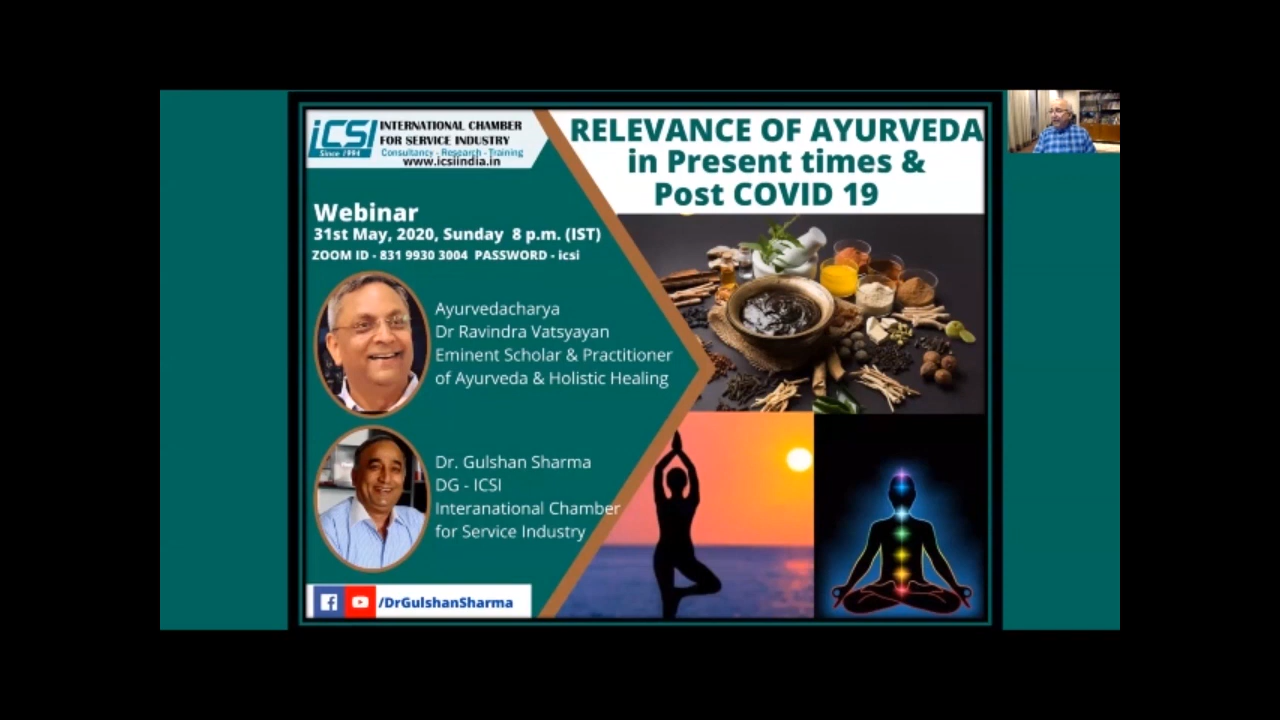 iCSI
Since 1994
INTERNATIONAL CHAMBER
FOR SERVICE INDUSTRY
Consultancy - Research - Training
www.icsiindia.in
RELEVANCE OF AYURVEDA
in Present times &
Post COVID 19
Webinar
31st May, 2020, Sunday 8 p.m. (IST)
ZOOM ID - 831 9930 3004 PASSWORD - icsi
Ayurvedacharya
Dr Ravindra Vatsyayan
Eminent Scholar & Practitioner
of Ayurveda & Holistic Healing
Dr. Gulshan Sharma
DG - ICSI
Interanational Chamber
for Service Industry
/DrGulshanSharma